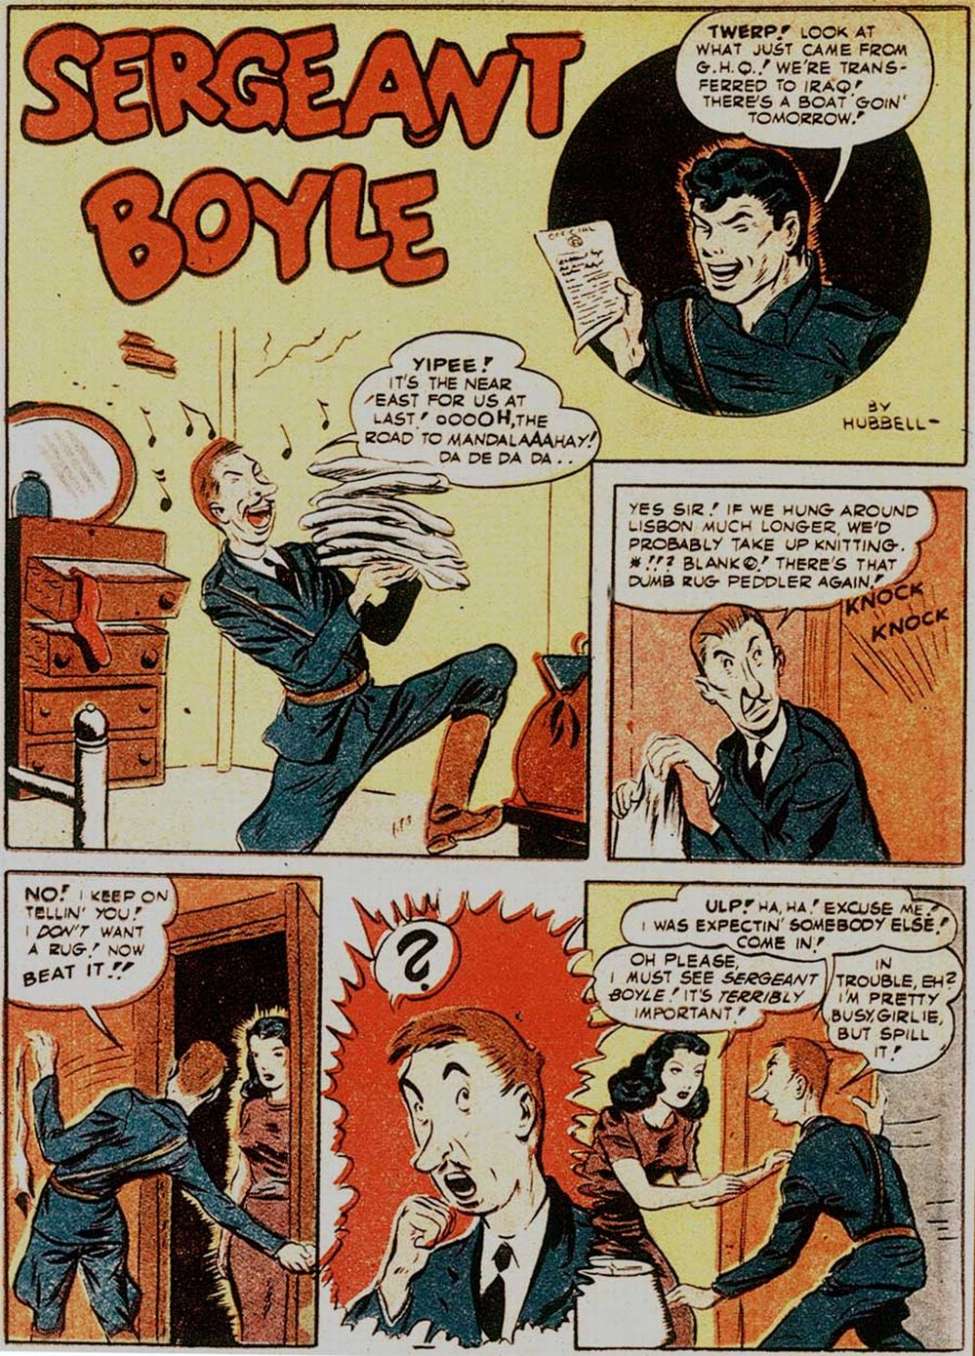 SERGEANT
BOYLE
TWERP! LOOK AT
WHAT JUST CAME FROM
G.H.Q.! WE'RE TRANS-
FERRED TO IRAQ!
THERE'S A BOAT GOIN'
TOMORROW!
OFFICIAL
BY
HUBBELL-
YIPEE!
IT'S THE NEAR
EAST FOR US AT
LAST! OOOOH, THE
ROAD TO MANDALAAAHAY!
DA DE DA DA..
YES SIR! IF WE HUNG AROUND
LISBON MUCH LONGER, WE'D
PROBABLY TAKE UP KNITTING.
*!!? BLANK@! THERE'S THAT
DUMB RUG PEDDLER AGAIN!
KNOCK
KNOCK
NO! I KEEP ON
TELLIN' YOU!
I DON'T WANT
A RUG! NOW
BEAT IT!!
?
ULP! HA, HA! EXCUSE ME!
I WAS EXPECTIN' SOMEBODY ELSE!
COME IN!
OH PLEASE,
I MUST SEE SERGEANT
BOYLE! IT'S TERRIBLY
IMPORTANT!
IN
TROUBLE, EH?
I'M PRETTY
BUSY, GIRLIE,
BUT SPILL
IT!